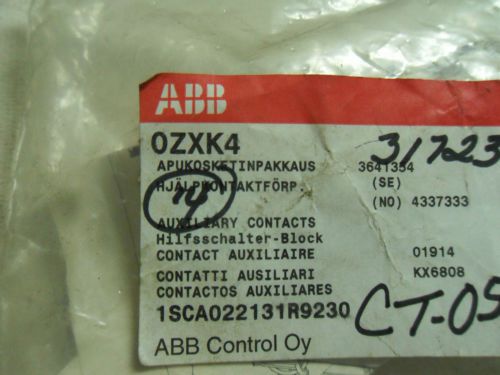 ABB
OZXK4
31723
APUKOSKETINPAKKAUS 3641354
HJÄLPKONTAKTFÖRP. (SE)
(NO) 4337333
AUXILIARY CONTACTS
Hilfsschalter-Block
CONTACT AUXILIAIRE 01914
CONTATTI AUSILIARI KX6808
CONTACTOS AUXILIARES
1SCA022131R9230
CT-05
ABB Control Oy